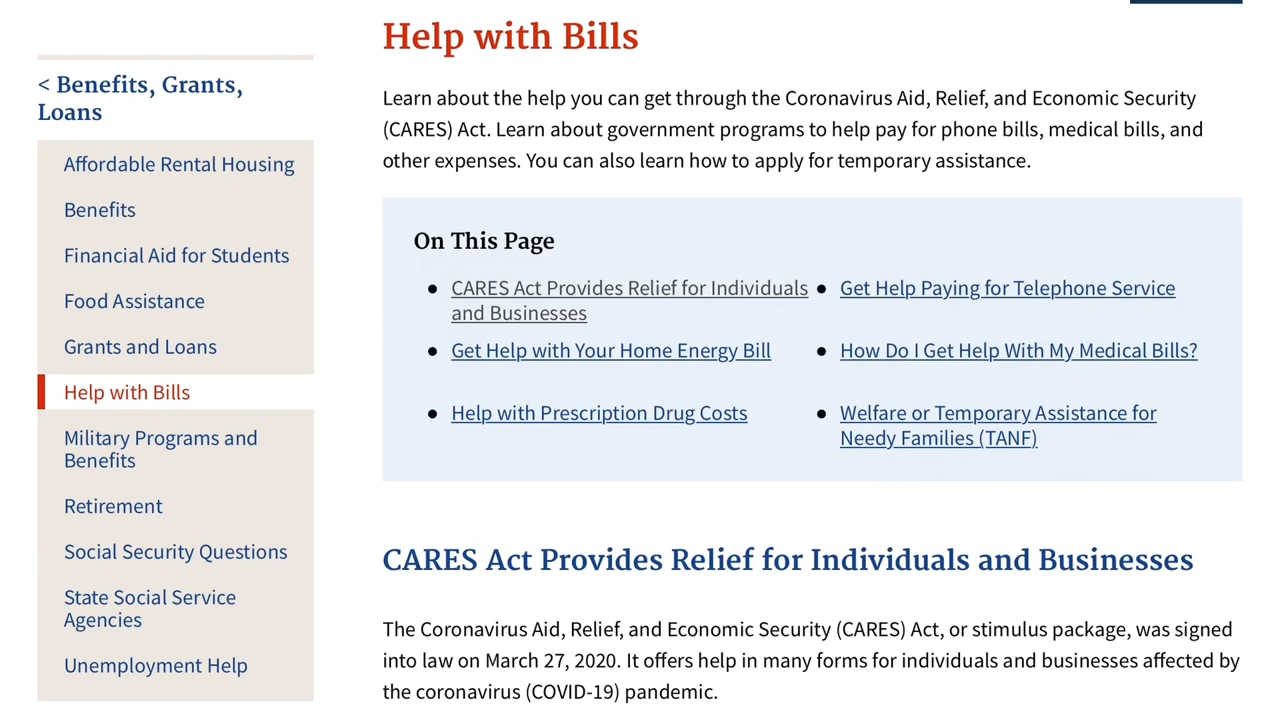 < Benefits, Grants,
Loans
Affordable Rental Housing
Benefits
Financial Aid for Students
Food Assistance
Grants and Loans
Help with Bills
Military Programs and
Benefits
Retirement
Social Security Questions
State Social Service
Agencies
Unemployment Help
Help with Bills
Learn about the help you can get through the Coronavirus Aid, Relief, and Economic Security
(CARES) Act. Learn about government programs to help pay for phone bills, medical bills, and
other expenses. You can also learn how to apply for temporary assistance.
On This Page
• CARES Act Provides Relief for Individuals
and Businesses
• Get Help Paying for Telephone Service
• Get Help with Your Home Energy Bill
• How Do I Get Help With My Medical Bills?
• Help with Prescription Drug Costs
• Welfare or Temporary Assistance for
Needy Families (TANF)
CARES Act Provides Relief for Individuals and Businesses
The Coronavirus Aid, Relief, and Economic Security (CARES) Act, or stimulus package, was signed
into law on March 27, 2020. It offers help in many forms for individuals and businesses affected by
the coronavirus (COVID-19) pandemic.